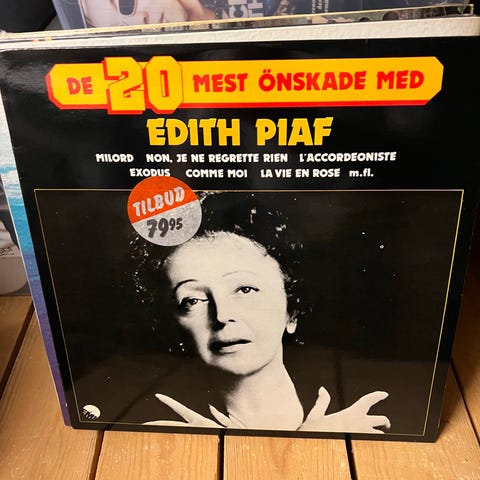 DE 20 MEST ÖNSKADE MED
EDITH PIAF
MILORD NON, JE NE REGRETTE RIEN L'ACCORDEONISTE
EXODUS COMME MOI LA VIE EN ROSE m.fl.
TILBUD
79.95